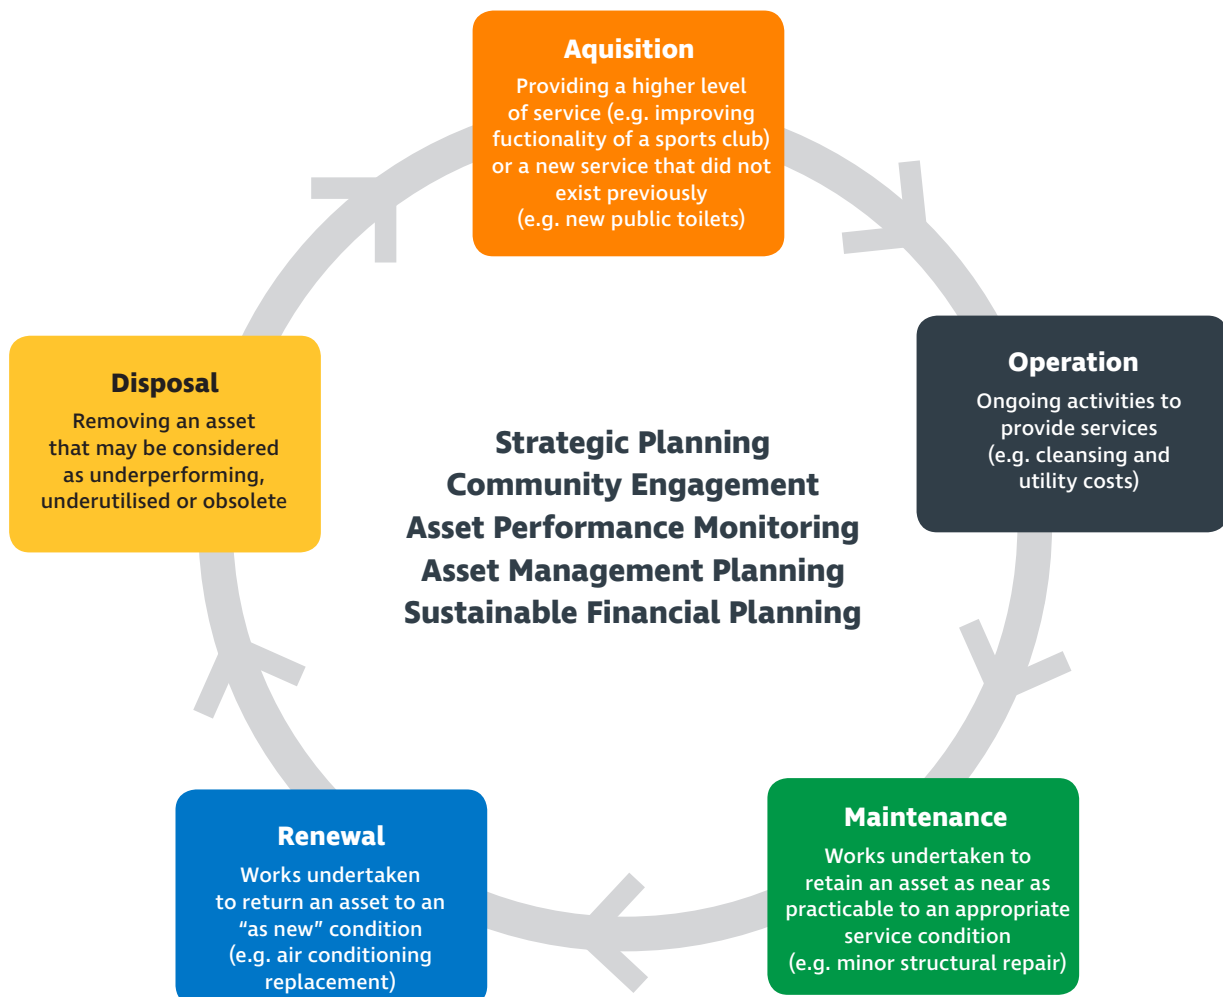 Aquisition
Providing a higher level
of service (e.g. improving
fuctionality of a sports club)
or a new service that did not
exist previously
(e.g. new public toilets)
Operation
Ongoing activities to
provide services
(e.g. cleansing and
utility costs)
Maintenance
Works undertaken to
retain an asset as near as
practicable to an appropriate
service condition
(e.g. minor structural repair)
Renewal
Works undertaken
to return an asset to an
“as new” condition
(e.g. air conditioning
replacement)
Disposal
Removing an asset
that may be considered
as underperforming,
underutilised or obsolete
Strategic Planning
Community Engagement
Asset Performance Monitoring
Asset Management Planning
Sustainable Financial Planning